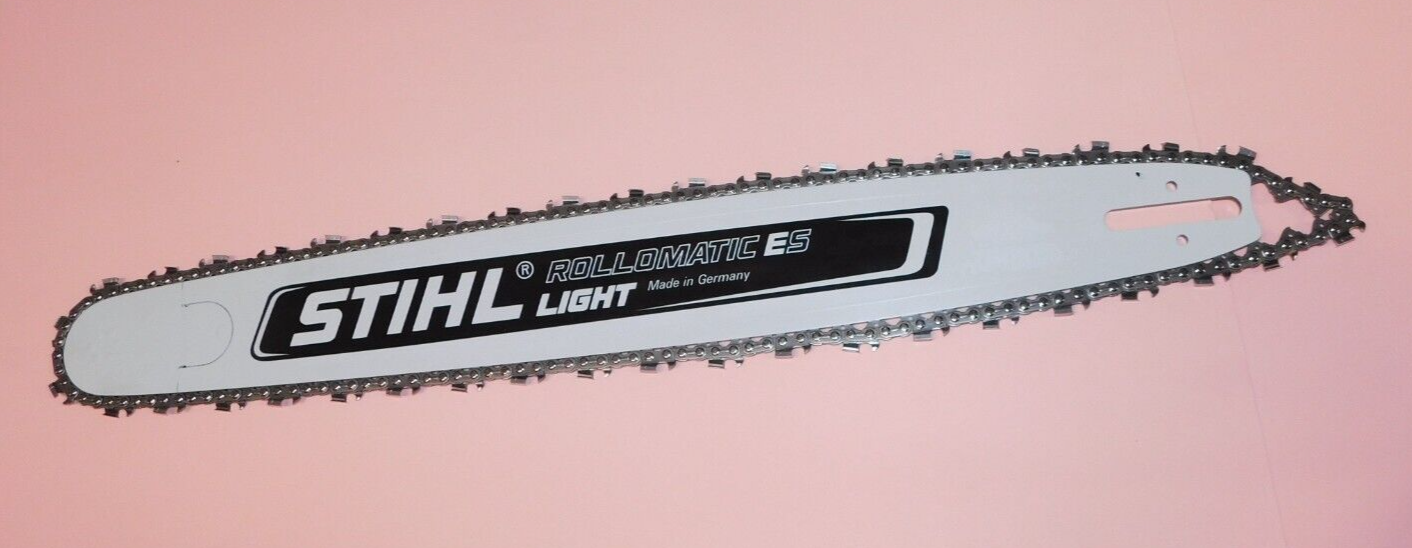 STIHL® ROLLOMATIC ES
LIGHT Made in Germany